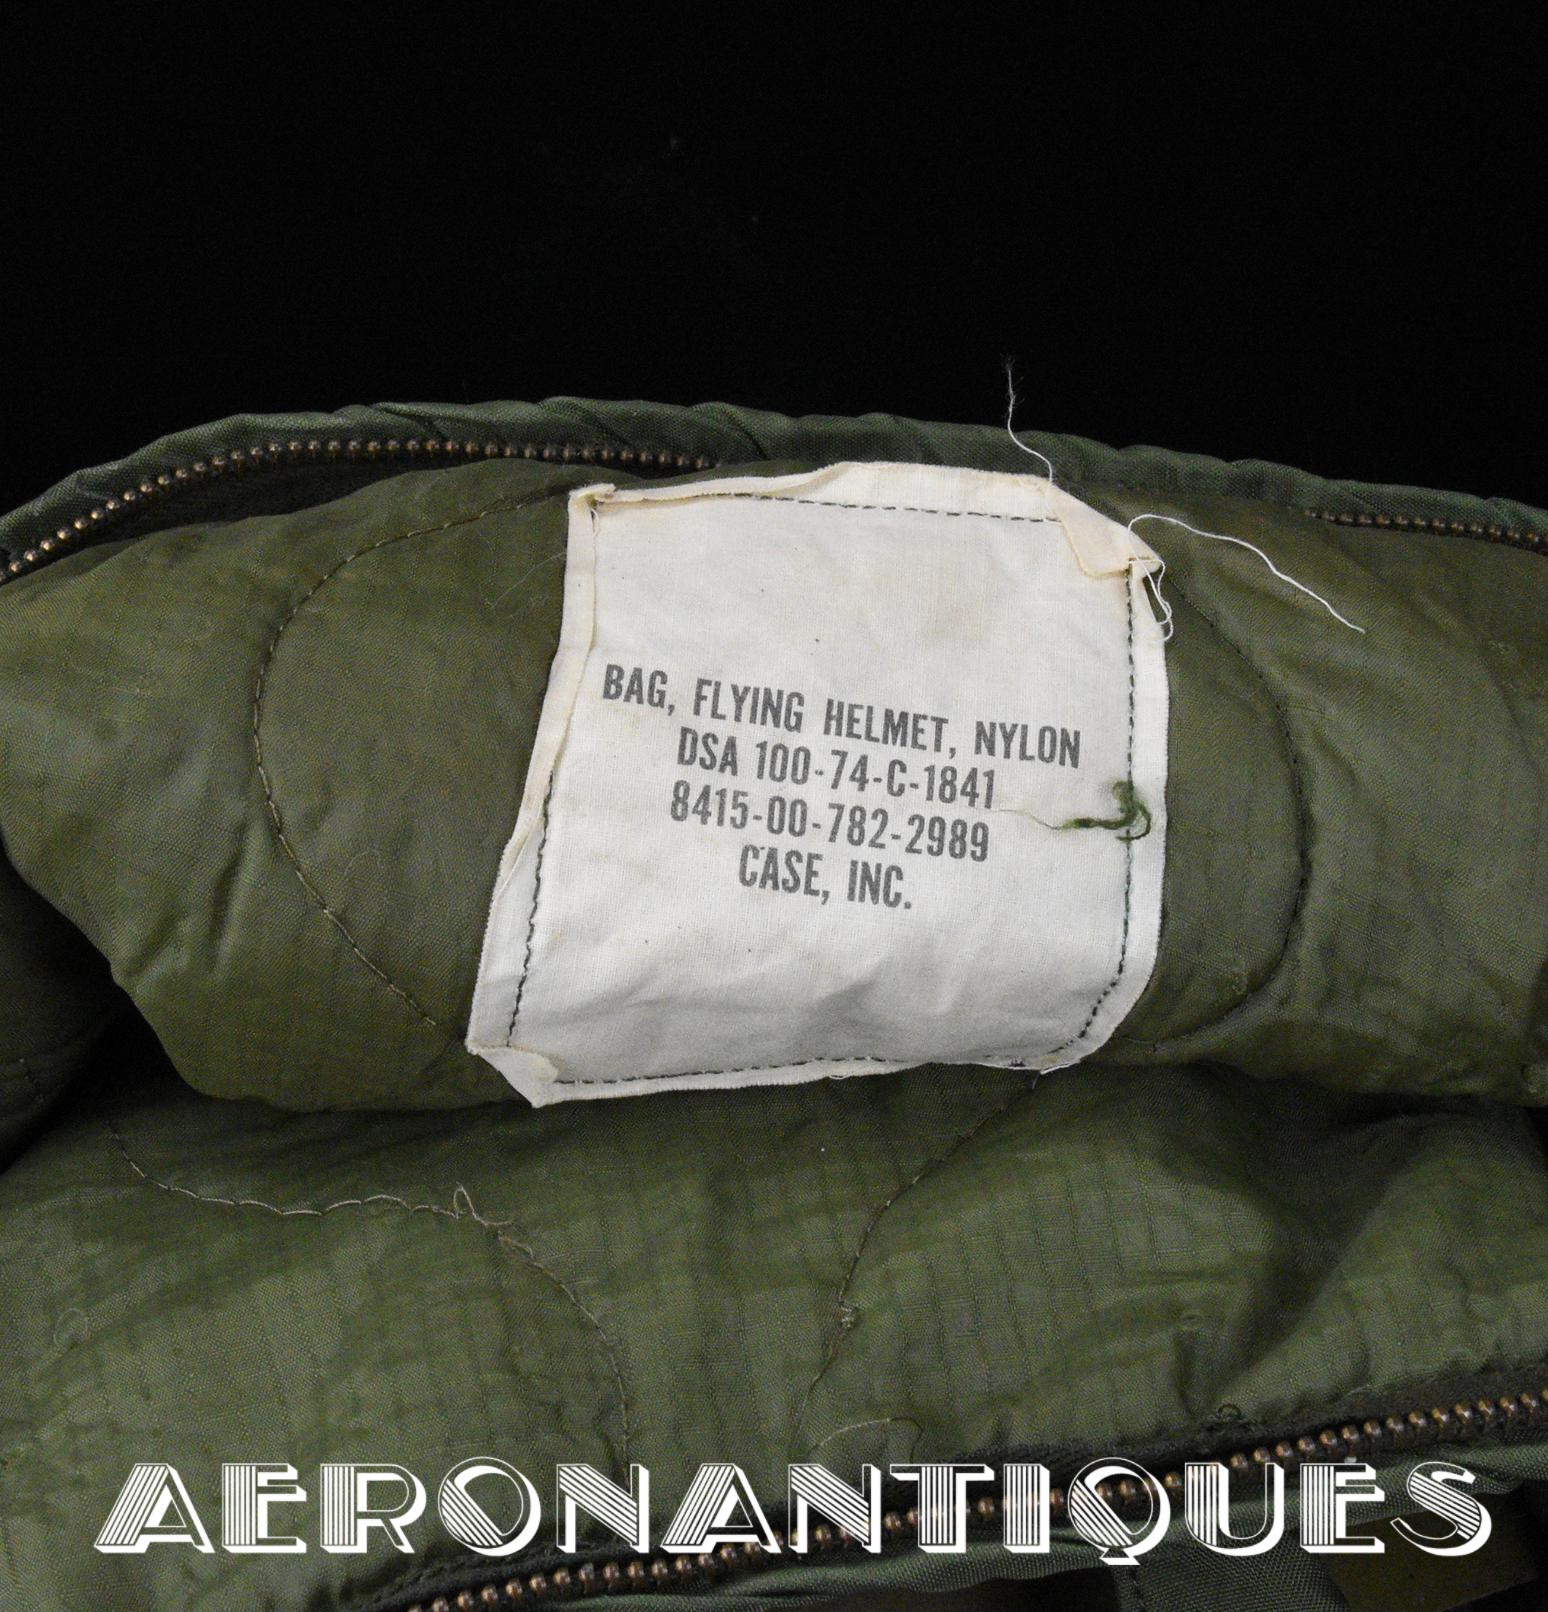 BAG, FLYING HELMET, NYLON
DSA 100-74-C-1841
8415-00-782-2989
CASE, INC.
AERONANTIQUES